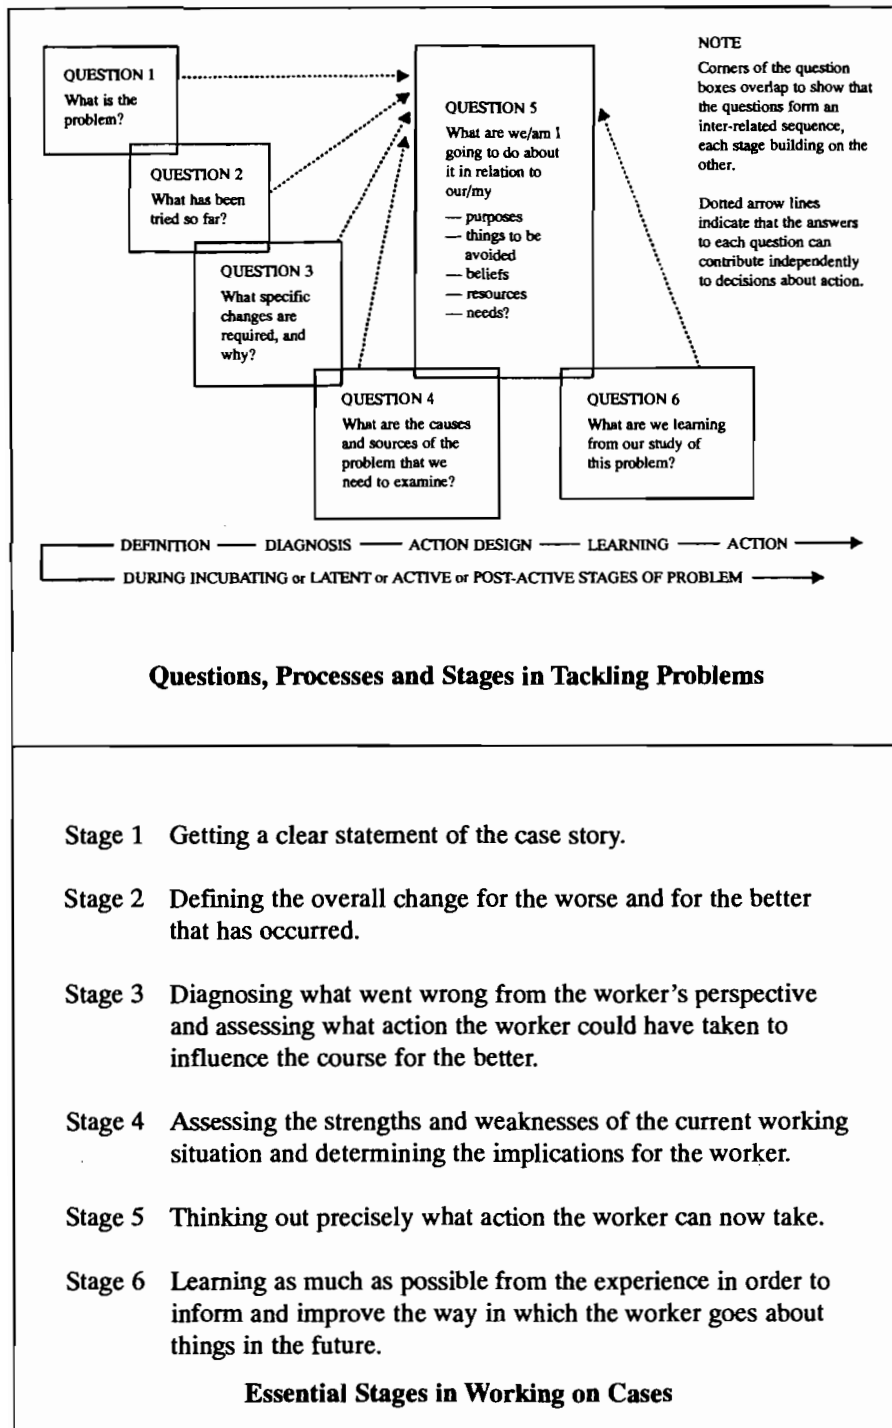 QUESTION 1
What is the
problem?
QUESTION 2
What has been
tried so far?
QUESTION 3
What specific
changes are
required, and
why?
QUESTION 4
What are the causes
and sources of the
problem that we
need to examine?
QUESTION 5
What are we/am I
going to do about
it in relation to
our/my
— purposes
— things to be
avoided
— beliefs
— resources
— needs?
QUESTION 6
What are we learning
from our study of
this problem?
NOTE
Corners of the question
boxes overlap to show that
the questions form an
inter-related sequence,
each stage building on the
other.
Doned arrow lines
indicate that the answers
to each question can
contribute independently
to decisions about action.
DEFINITION — DIAGNOSIS — ACTION DESIGN — LEARNING — ACTION
DURING INCUBATING or LATENT or ACTIVE or POST-ACTIVE STAGES OF PROBLEM
Questions, Processes and Stages in Tackling Problems
Stage 1 Getting a clear statement of the case story.
Stage 2 Defining the overall change for the worse and for the better
that has occurred.
Stage 3 Diagnosing what went wrong from the worker's perspective
and assessing what action the worker could have taken to
influence the course for the better.
Stage 4 Assessing the strengths and weaknesses of the current working
situation and determining the implications for the worker.
Stage 5 Thinking out precisely what action the worker can now take.
Stage 6 Learning as much as possible from the experience in order to
inform and improve the way in which the worker goes about
things in the future.
Essential Stages in Working on Cases